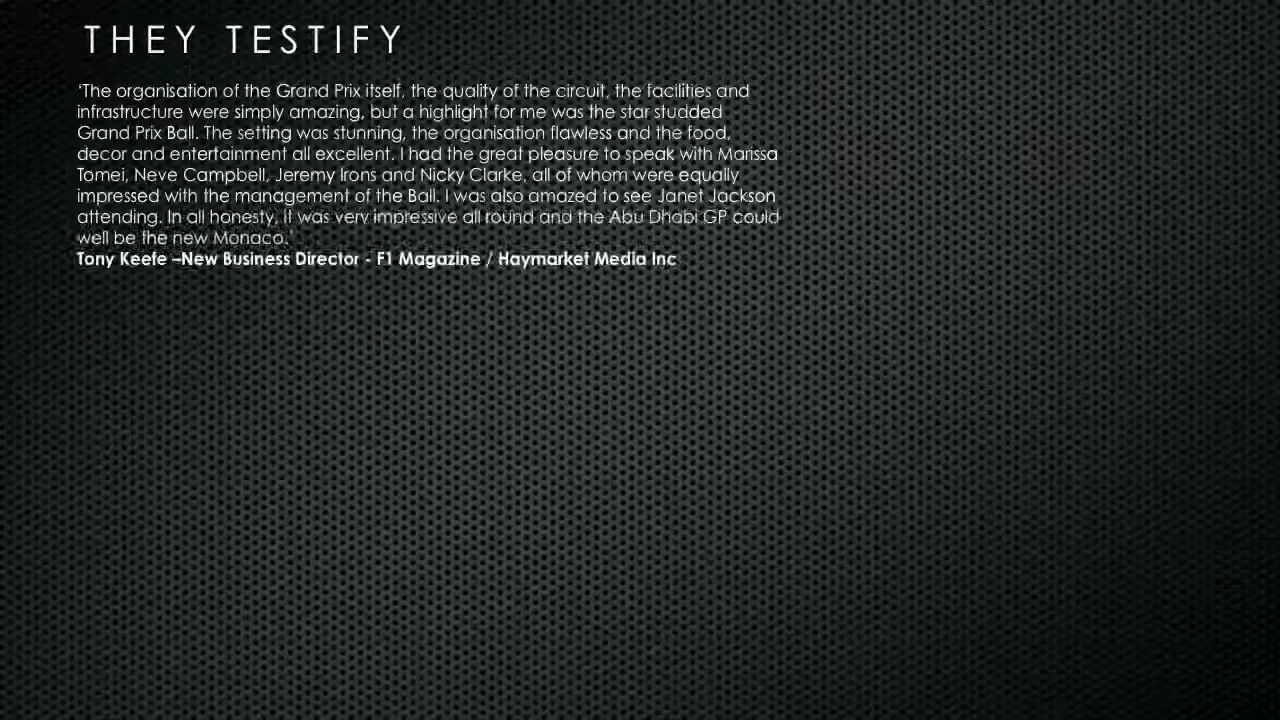 THEY TESTIFY
'The organisation of the Grand Prix itself, the quality of the circuit, the facilities and
infrastructure were simply amazing, but a highlight for me was the star studded
Grand Prix Ball. The setting was stunning, the organisation flawless and the food,
decor and entertainment all excellent. I had the great pleasure to speak with Marissa
Tomei, Neve Campbell, Jeremy Irons and Nicky Clarke, all of whom were equally
impressed with the management of the Ball. I was also amazed to see Janet Jackson
attending. In all honesty, it was very impressive all round and the Abu Dhabi GP could
well be the new Monaco.'
Tony Keefe –New Business Director - F1 Magazine / Haymarket Media Inc